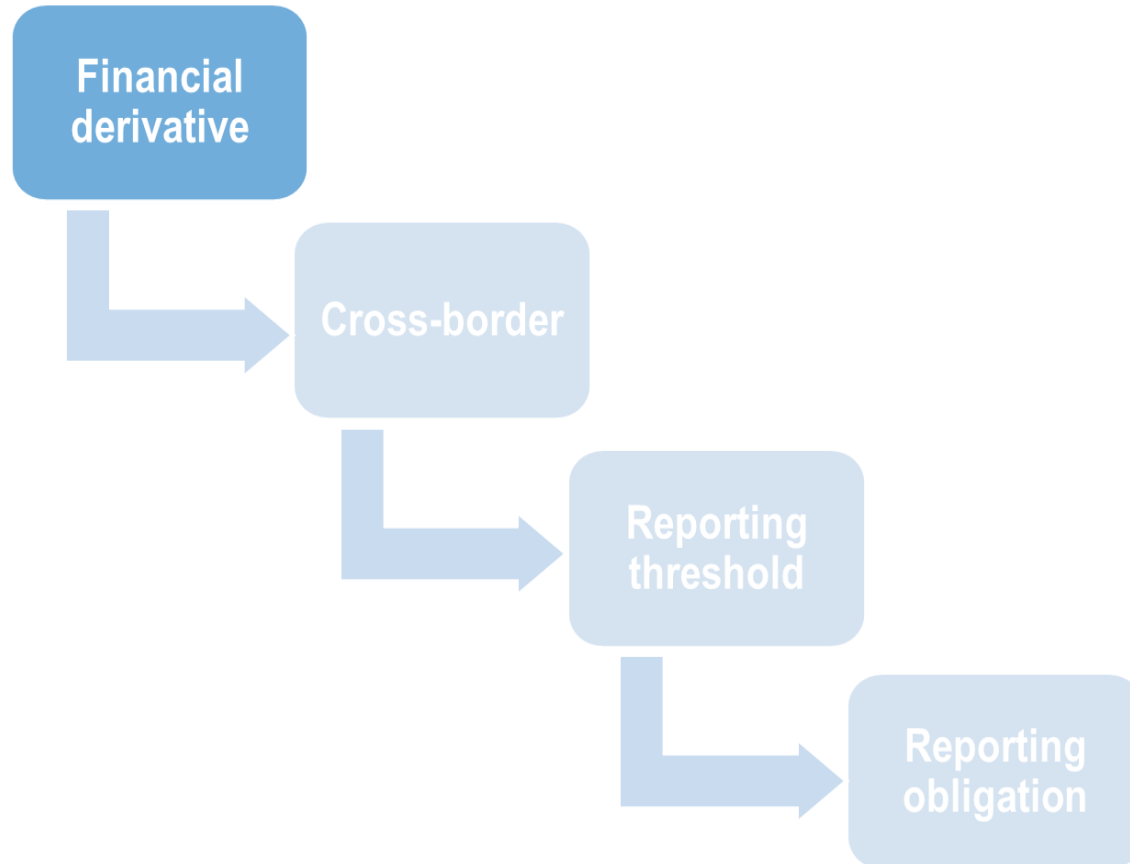 Financial
derivative
Cross-border
Reporting
threshold
Reporting
obligation